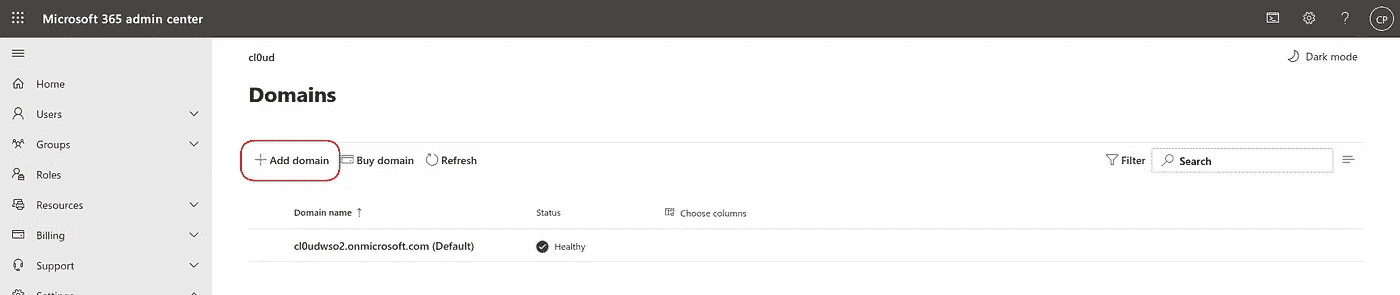 Microsoft 365 admin center
CP
cl0ud
Dark mode
Home
Domains
Users
Groups
Add domain
Buy domain
Refresh
Filter
Search
Roles
Resources
Domain name ↑
Status
Choose columns
Billing
cl0udwso2.onmicrosoft.com (Default)
Healthy
Support
Settings